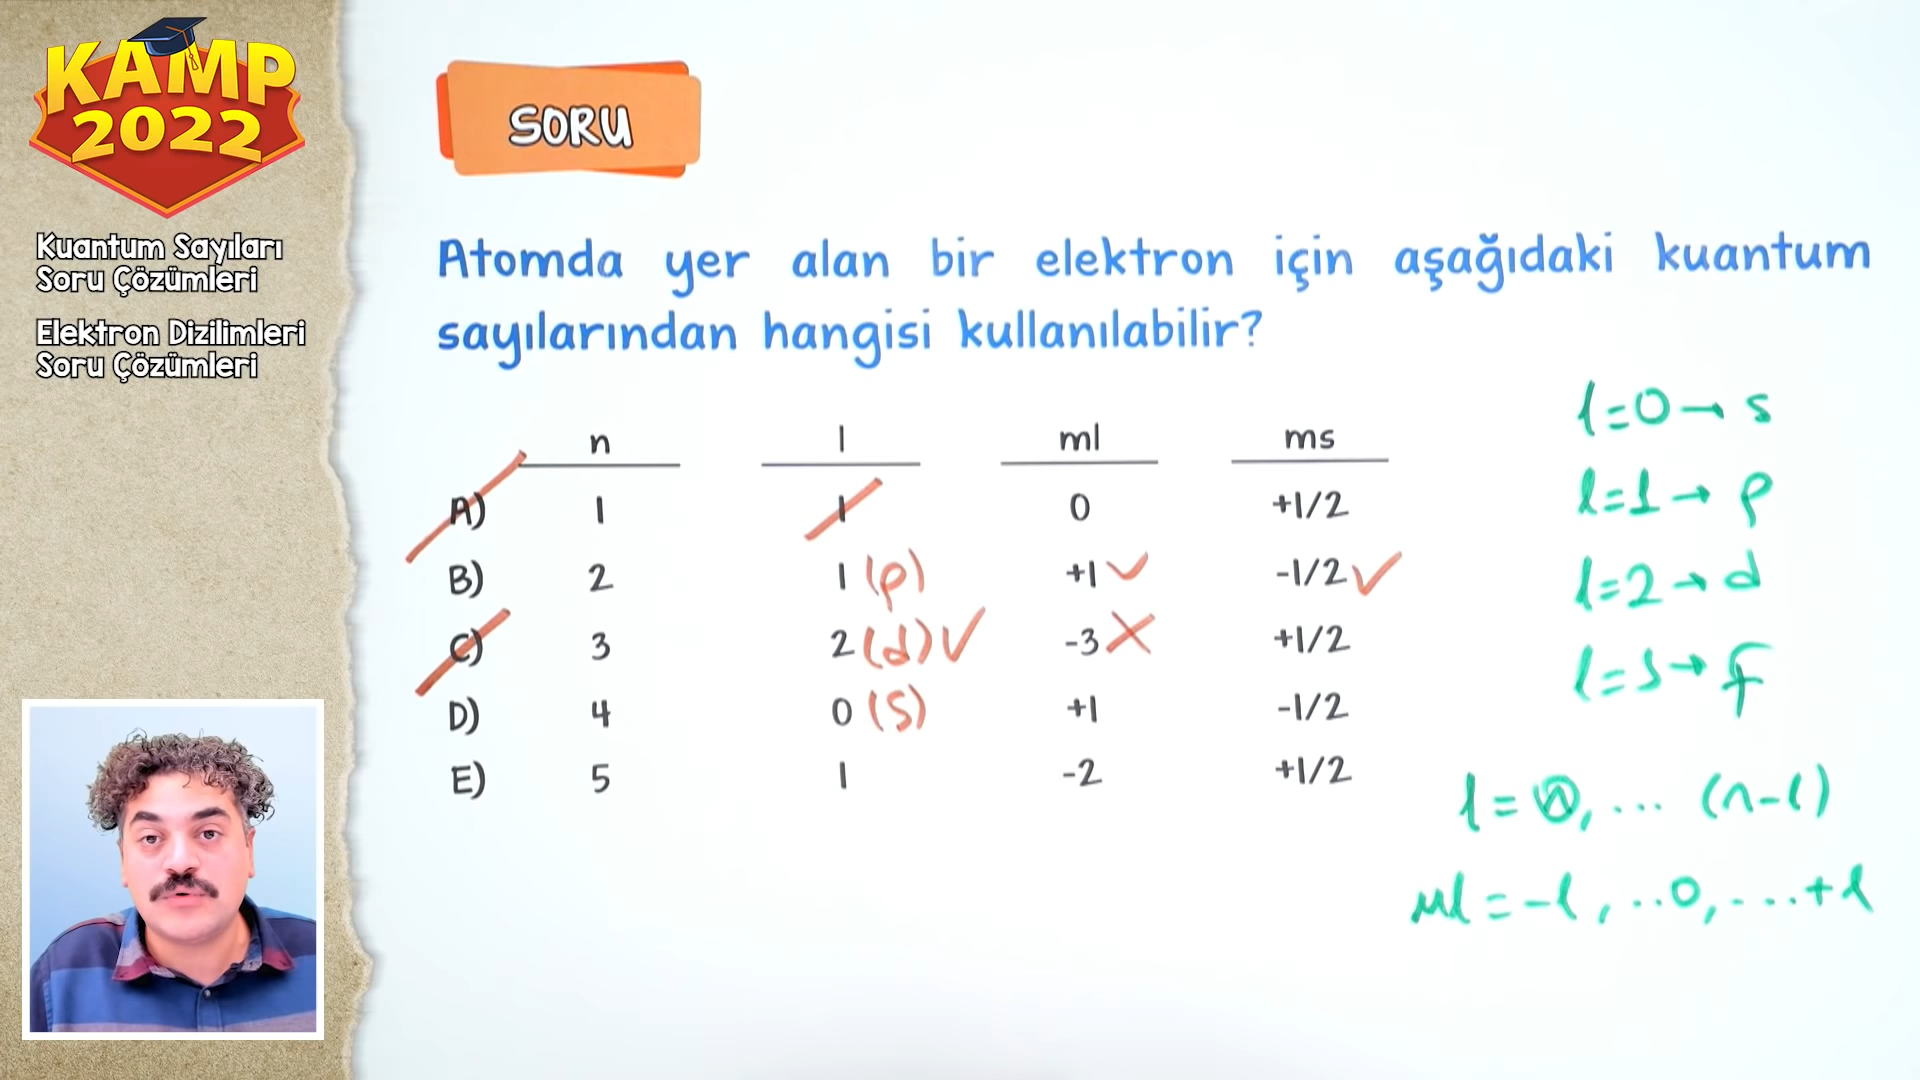 KAMP
2022
Kuantum Sayıları
Soru Çözümleri
Elektron Dizilimleri
Soru Çözümleri
SORU
Atomda yer alan bir elektron için aşağıdaki kuantum
sayılarından hangisi kullanılabilir?
n l ml ms
A) 1 1 0 +1/2
B) 2 1 (p) +1 ✓ -1/2 ✓
C) 3 2 (d) ✓ -3 ✗ +1/2
D) 4 0 (s) +1 -1/2
E) 5 1 -2 +1/2
l=0→ s
l=1→ p
l=2→ d
l=3→ f
l = 0, ... (n-1)
ml = -l, ..0, ...+l